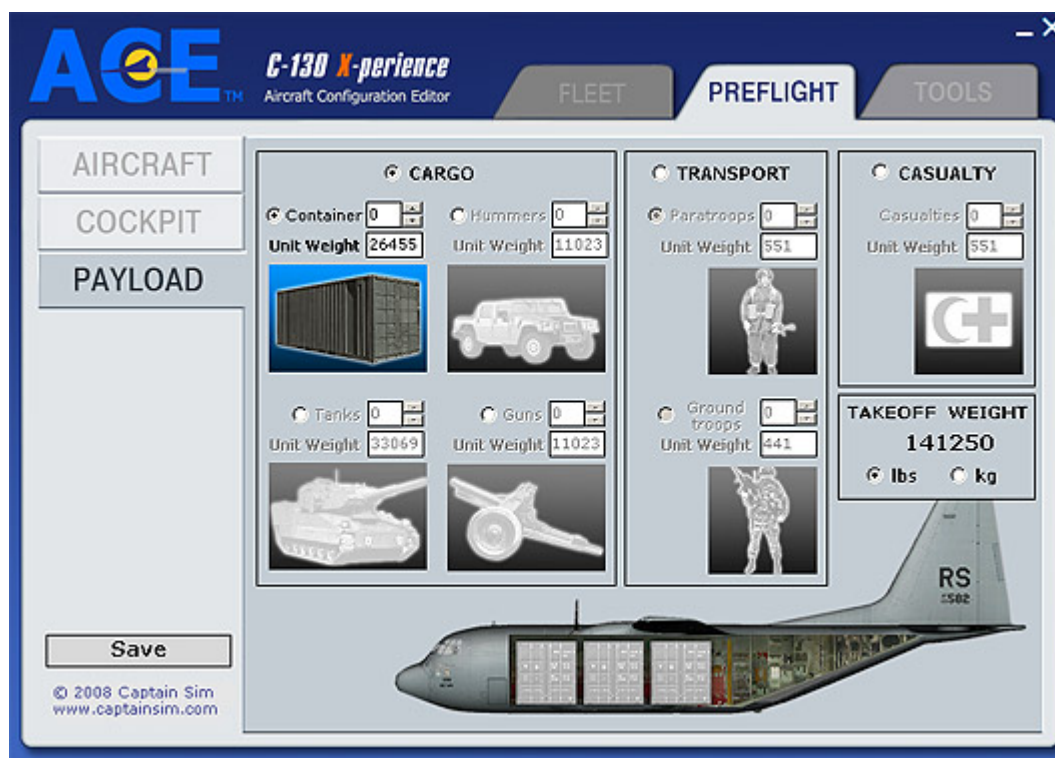 ACE TM
C-130 X-perience
Aircraft Configuration Editor
FLEET
PREFLIGHT
TOOLS
AIRCRAFT
COCKPIT
PAYLOAD
CARGO
Container 0
Unit Weight 26455
Hummers 0
Unit Weight 11023
Tanks 0
Unit Weight 33069
Guns 0
Unit Weight 11023
TRANSPORT
Paratroops 0
Unit Weight 551
Ground
troops 0
Unit Weight 441
CASUALTY
Casualties 0
Unit Weight 551
TAKEOFF WEIGHT
141250
lbs
kg
RS
Save
© 2008 Captain Sim
www.captainsim.com